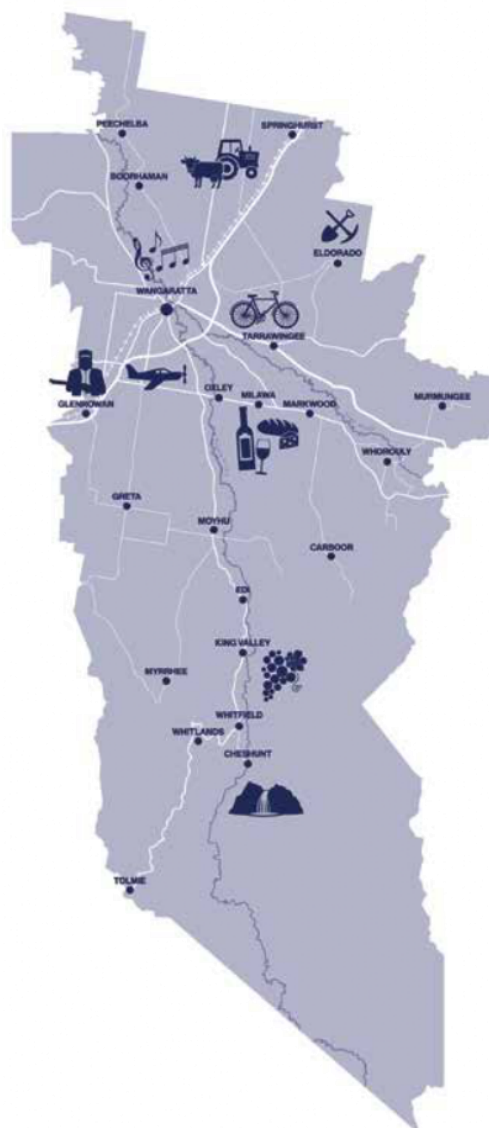 PEECHELBA
SPRINGHURST
BOORHAMAN
ELDORADO
WANGARATTA
TARRAWINGEE
GLENROWAN
OXLEY
MILAWA
MARKWOOD
MURMUNGEE
WHOROULY
GRETA
MOYHU
CARBOOR
EDI
KING VALLEY
MYRRHEE
WHITFIELD
WHITLANDS
CHESHUNT
TOLMIE